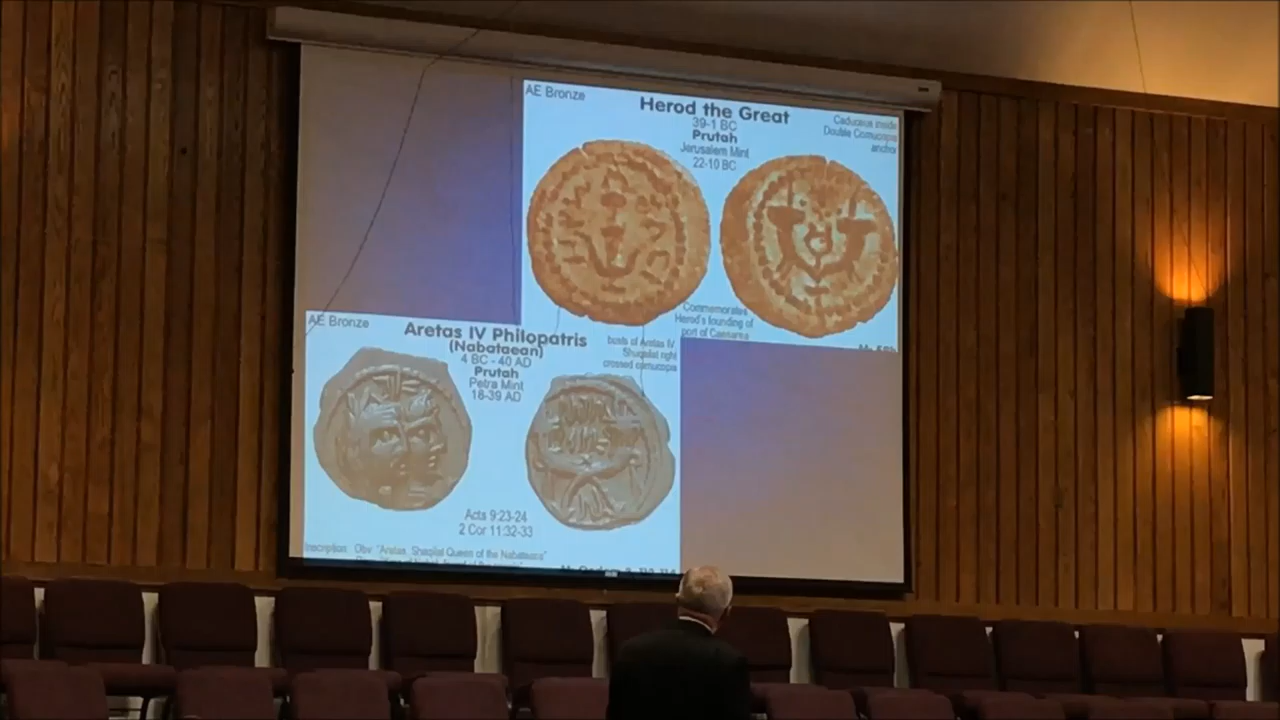 AE Bronze
Herod the Great
39-1 BC
Prutah
Jerusalem Mint
22-10 BC
Caduceus inside
Double Cornucopia
anchor
Commemorates
Herod's founding of
port of Caesarea
AE Bronze
Aretas IV Philopatris
(Nabataean)
4 BC - 40 AD
Prutah
Petra Mint
18-39 AD
busts of Aretas IV
Shuqailat right
crossed cornucopia
Acts 9:23-24
2 Cor 11:32-33
Inscription: Obv: "Aretas, Shaqilat Queen of the Nabataeans"